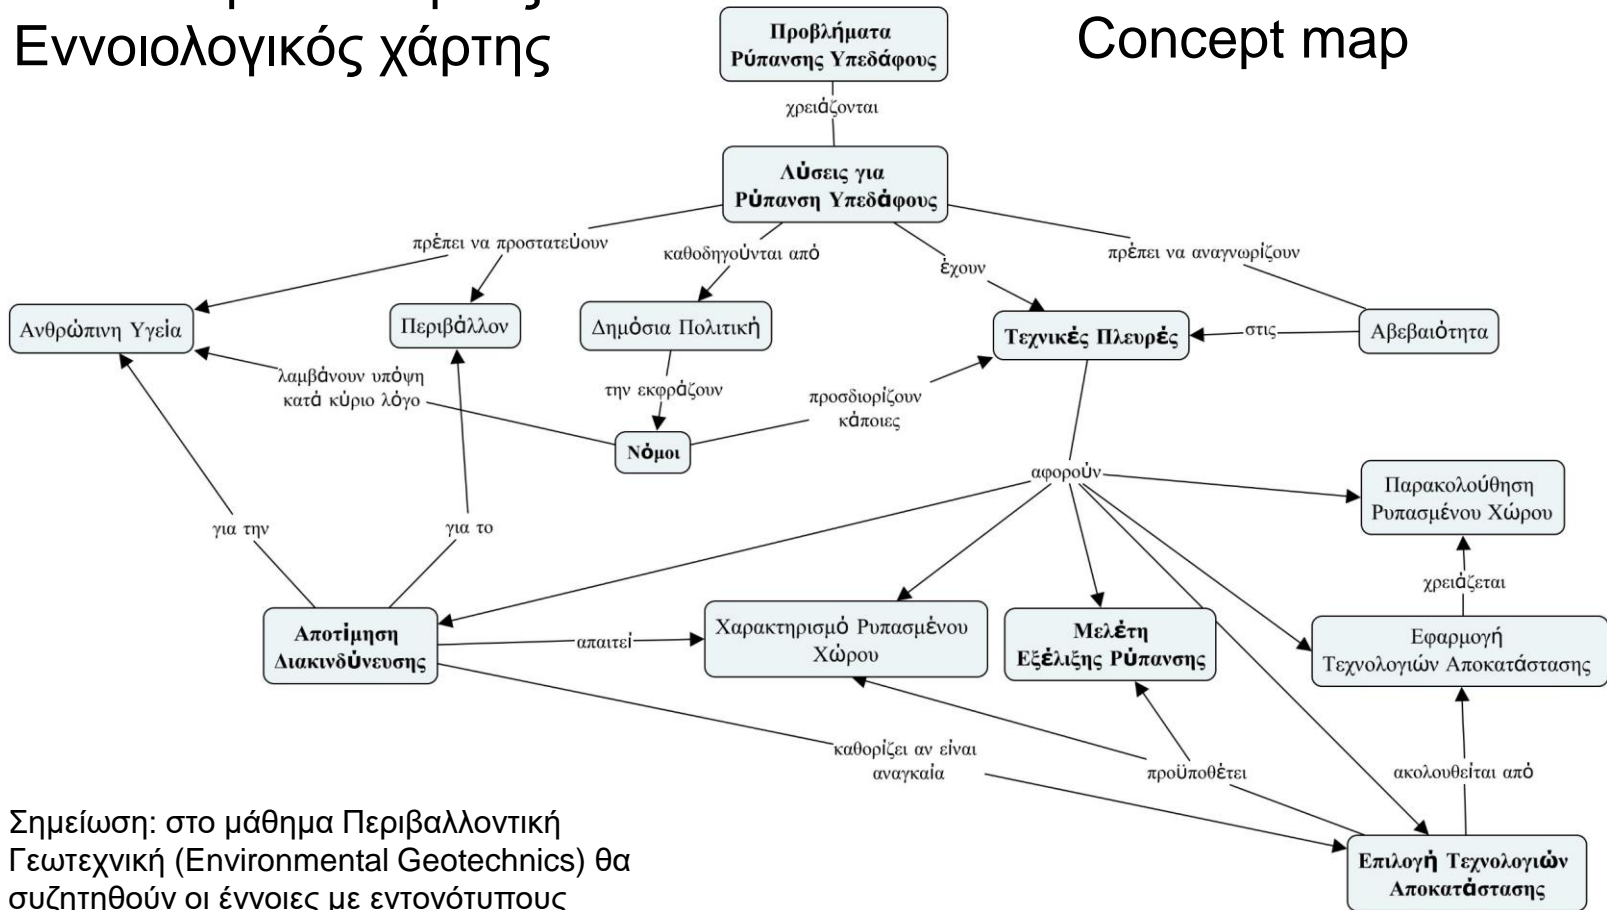 Εννοιολογικός χάρτης
Concept map
Προβλήματα
Ρύπανσης Υπεδάφους
χρειάζονται
Λύσεις για
Ρύπανση Υπεδάφους
πρέπει να προστατεύουν
καθοδηγούνται από
έχουν
πρέπει να αναγνωρίζουν
Ανθρώπινη Υγεία
Περιβάλλον
Δημόσια Πολιτική
Τεχνικές Πλευρές
στις
Αβεβαιότητα
λαμβάνουν υπόψη
κατά κύριο λόγο
την εκφράζουν
προσδιορίζουν
κάποιες
Νόμοι
αφορούν
Παρακολούθηση
Ρυπασμένου Χώρου
για την
για το
χρειάζεται
Αποτίμηση
Διακινδύνευσης
απαιτεί
Χαρακτηρισμό Ρυπασμένου
Χώρου
Μελέτη
Εξέλιξης Ρύπανσης
Εφαρμογή
Τεχνολογιών Αποκατάστασης
καθορίζει αν είναι
αναγκαία
προϋποθέτει
ακολουθείται από
Επιλογή Τεχνολογιών
Αποκατάστασης
Σημείωση: στο μάθημα Περιβαλλοντική
Γεωτεχνική (Environmental Geotechnics) θα
συζητηθούν οι έννοιες με εντονότυπους